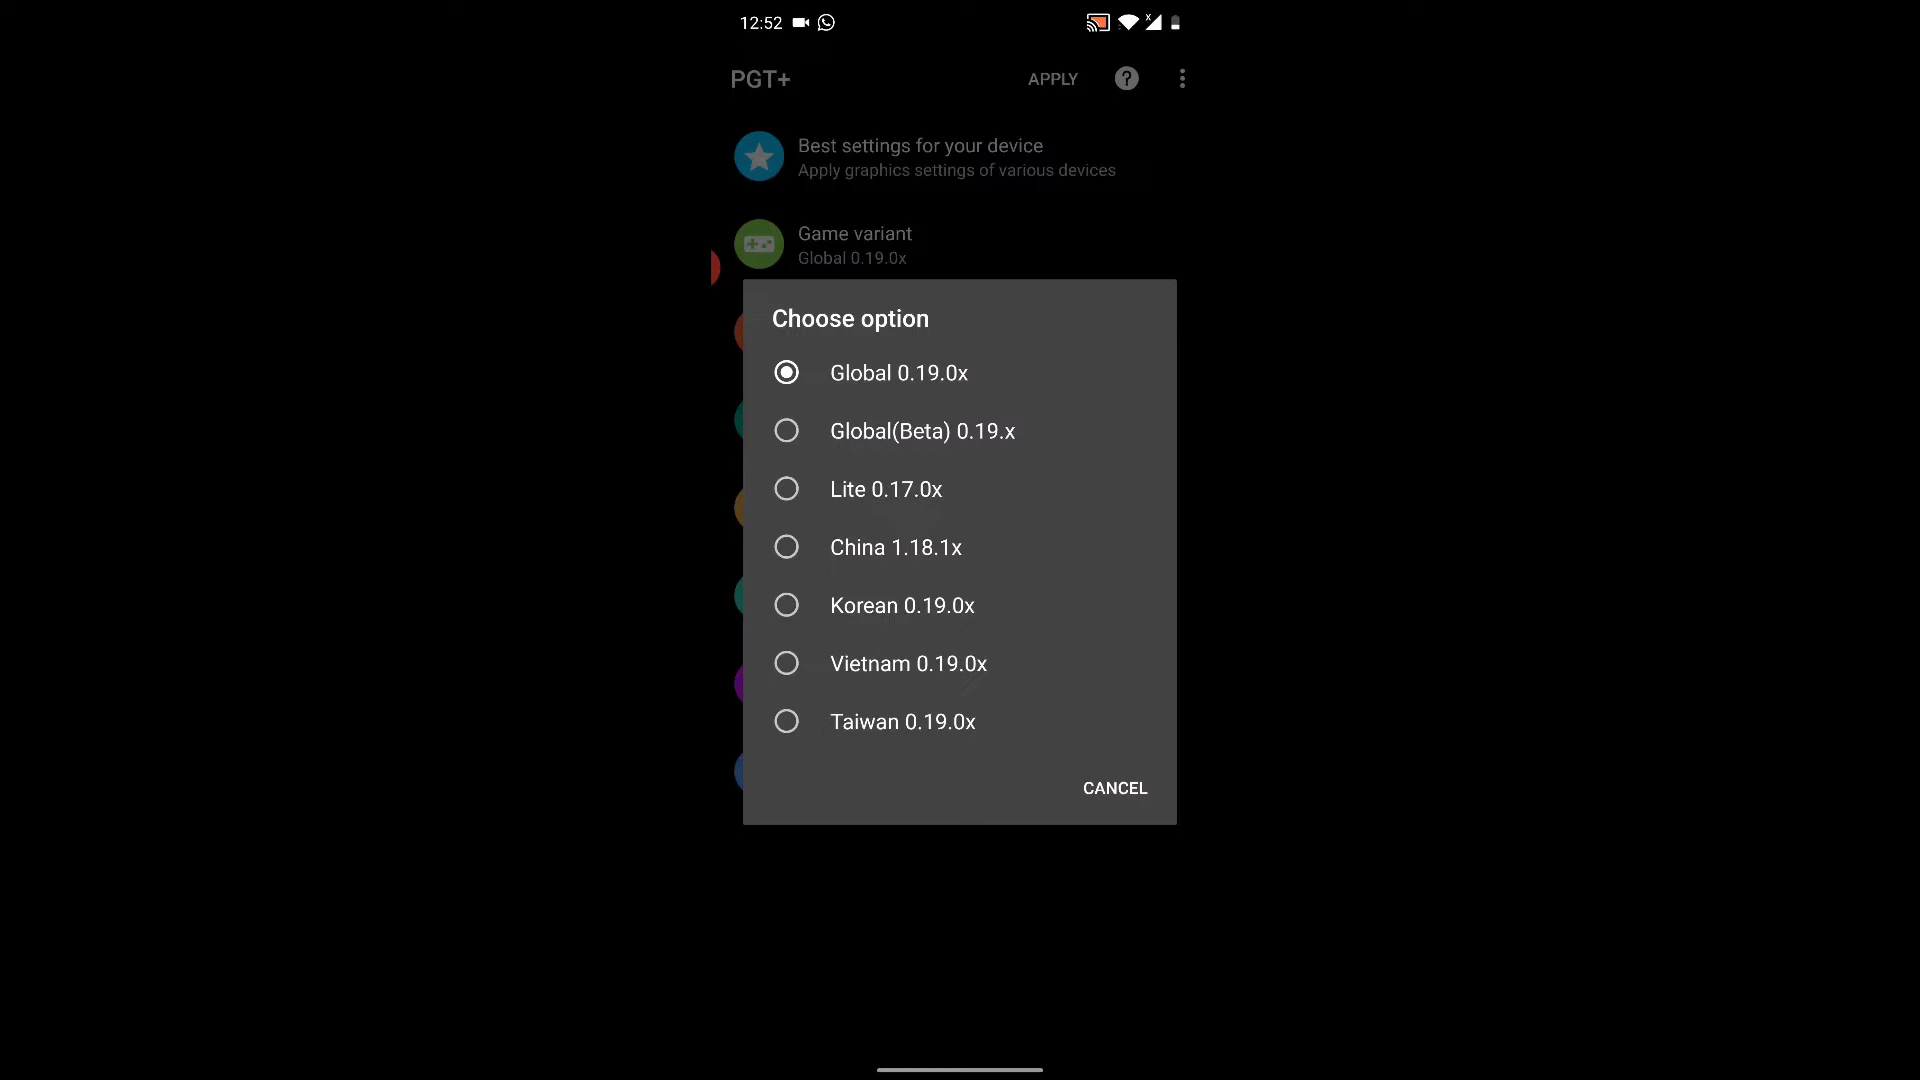 12:52
PGT+
APPLY
Best settings for your device
Apply graphics settings of various devices
Game variant
Global 0.19.0x
Choose option
Global 0.19.0x
Global(Beta) 0.19.x
Lite 0.17.0x
China 1.18.1x
Korean 0.19.0x
Vietnam 0.19.0x
Taiwan 0.19.0x
CANCEL